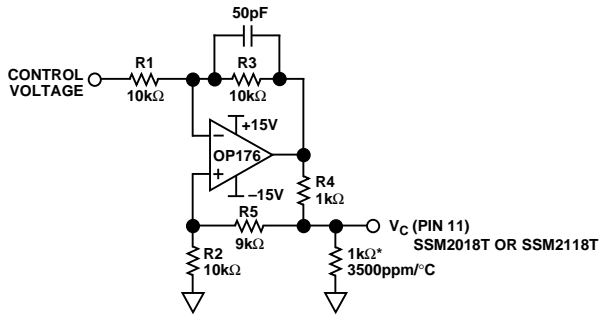 50pF
R1
R3
CONTROL
VOLTAGE
10kΩ
10kΩ
+15V
−
OP176
+
−15V
R4
1kΩ
R5
9kΩ
VC (PIN 11)
SSM2018T OR SSM2118T
R2
10kΩ
1kΩ*
3500ppm/°C